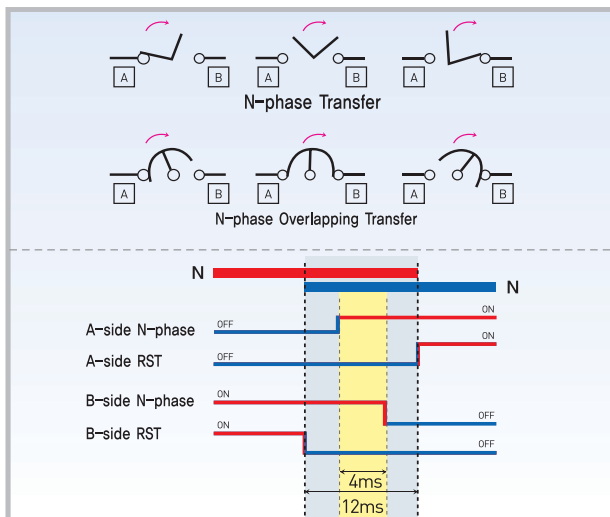 A B A B A B
N-phase Transfer
A B A B A B
N-phase Overlapping Transfer
N
N
A-side N-phase OFF ON
A-side RST OFF ON
B-side N-phase ON OFF
B-side RST ON OFF
4ms
12ms